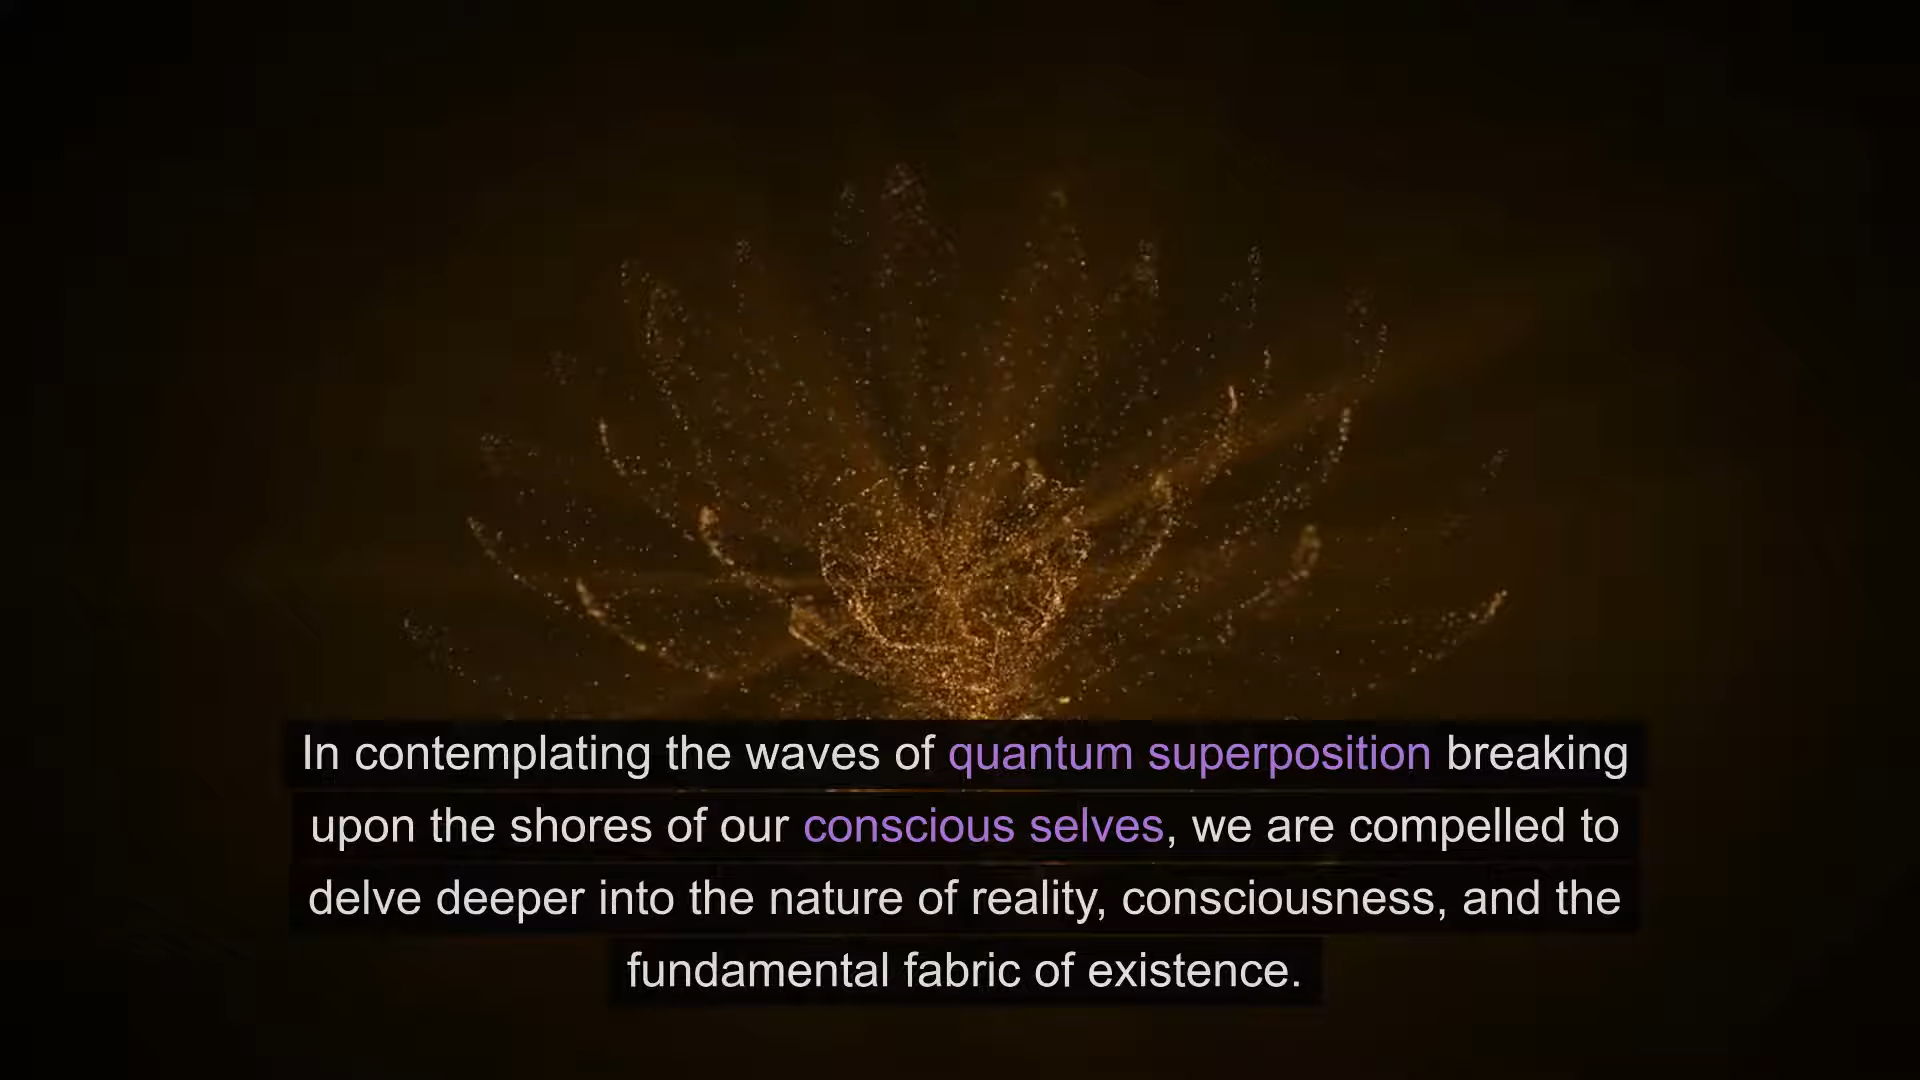 In contemplating the waves of quantum superposition breaking
upon the shores of our conscious selves, we are compelled to
delve deeper into the nature of reality, consciousness, and the
fundamental fabric of existence.